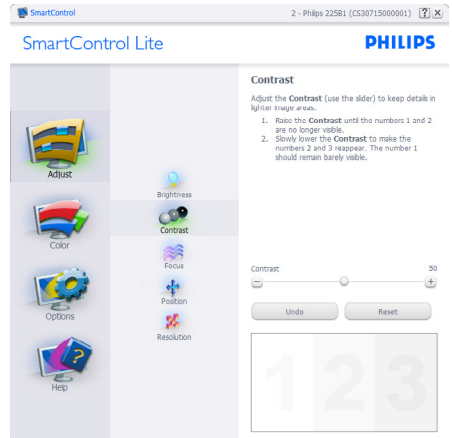 SmartControl
2 - Philips 225B1 (CS30715000001) ? X
SmartControl Lite
PHILIPS
Adjust
Color
Options
Help
Brightness
Contrast
Focus
Position
Resolution
Contrast
Adjust the Contrast (use the slider) to keep details in
lighter image areas.
1. Raise the Contrast until the numbers 1 and 2
are no longer visible.
2. Slowly lower the Contrast to make the
numbers 2 and 3 reappear. The number 1
should remain barely visible.
Contrast 50
Undo Reset
1 2 3